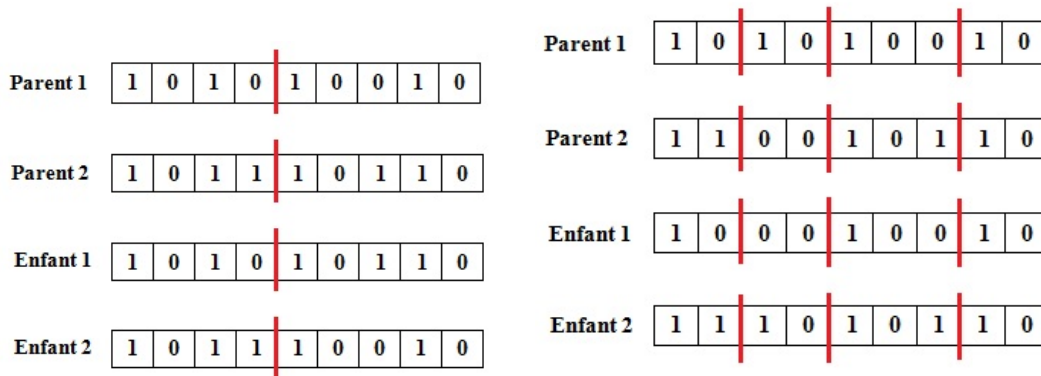 Parent 1 1 0 1 0 1 0 0 1 0
Parent 2 1 0 1 1 1 0 1 1 0
Enfant 1 1 0 1 0 1 0 1 1 0
Enfant 2 1 0 1 1 1 0 0 1 0
Parent 1 1 0 1 0 1 0 0 1 0
Parent 2 1 1 0 0 1 0 1 1 0
Enfant 1 1 0 0 0 1 0 0 1 0
Enfant 2 1 1 1 0 1 0 1 1 0